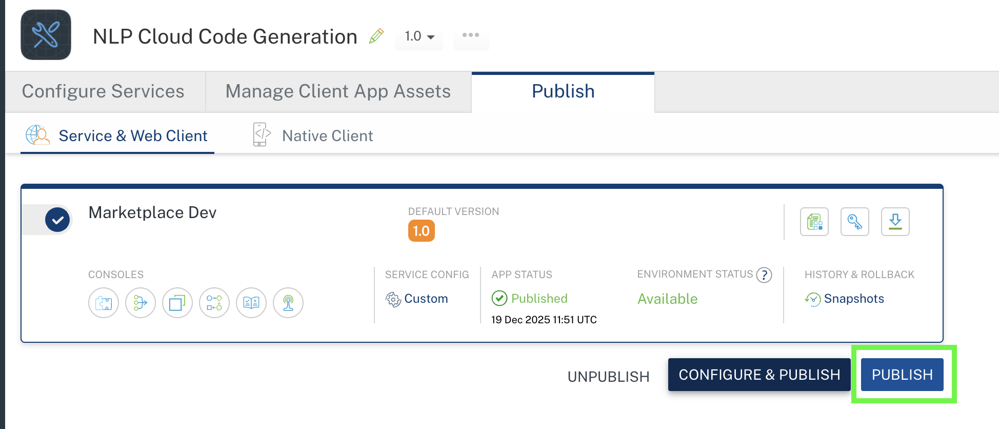 NLP Cloud Code Generation
1.0
Configure Services
Manage Client App Assets
Publish
Service & Web Client
Native Client
Marketplace Dev
DEFAULT VERSION
1.0
CONSOLES
SERVICE CONFIG
Custom
APP STATUS
Published
19 Dec 2025 11:51 UTC
ENVIRONMENT STATUS ?
Available
HISTORY & ROLLBACK
Snapshots
UNPUBLISH
CONFIGURE & PUBLISH
PUBLISH